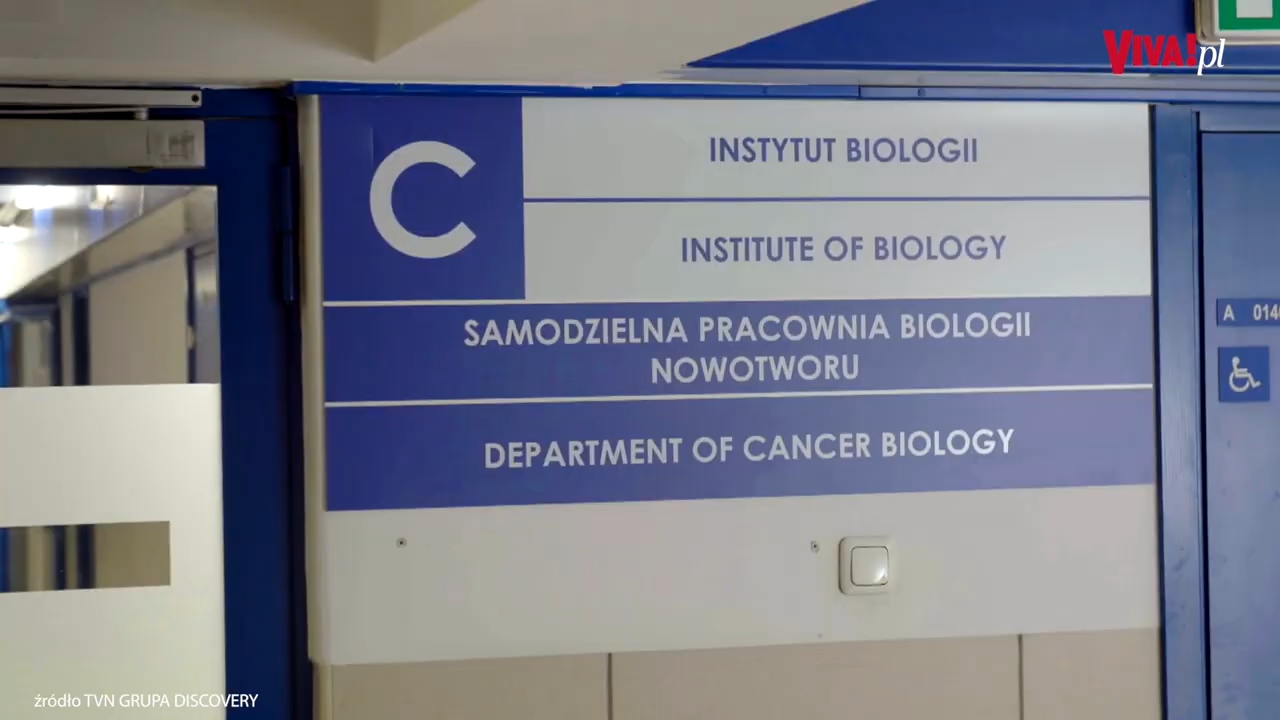 VIVA!pl
C
INSTYTUT BIOLOGII
INSTITUTE OF BIOLOGY
SAMODZIELNA PRACOWNIA BIOLOGII
NOWOTWORU
DEPARTMENT OF CANCER BIOLOGY
A
źródło TVN GRUPA DISCOVERY